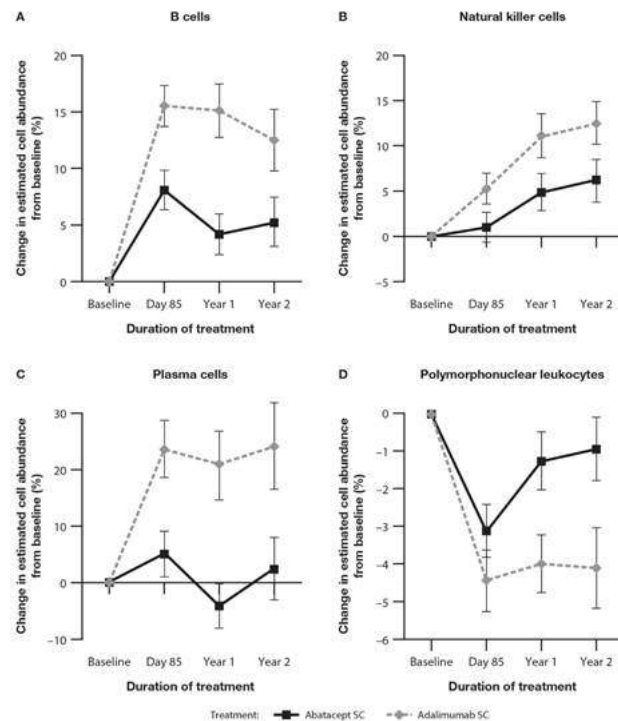 A
B cells
Change in estimated cell abundance
from baseline (%)
20
15
10
5
0
Baseline
Day 85
Year 1
Year 2
Duration of treatment
B
Natural killer cells
Change in estimated cell abundance
from baseline (%)
20
15
10
5
0
−5
Baseline
Day 85
Year 1
Year 2
Duration of treatment
C
Plasma cells
Change in estimated cell abundance
from baseline (%)
30
20
10
0
−10
Baseline
Day 85
Year 1
Year 2
Duration of treatment
D
Polymorphonuclear leukocytes
Change in estimated cell abundance
from baseline (%)
0
−1
−2
−3
−4
−5
−6
Baseline
Day 85
Year 1
Year 2
Duration of treatment
Treatment: Abatacept SC Adalimumab SC